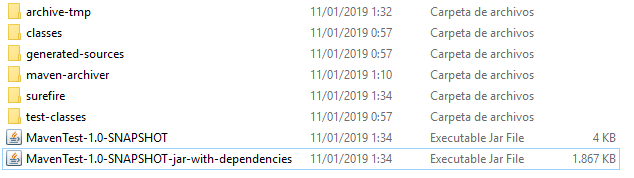 archive-tmp 11/01/2019 1:32 Carpeta de archivos
classes 11/01/2019 0:57 Carpeta de archivos
generated-sources 11/01/2019 0:57 Carpeta de archivos
maven-archiver 11/01/2019 1:10 Carpeta de archivos
surefire 11/01/2019 1:34 Carpeta de archivos
test-classes 11/01/2019 0:57 Carpeta de archivos
MavenTest-1.0-SNAPSHOT 11/01/2019 1:34 Executable Jar File 4 KB
MavenTest-1.0-SNAPSHOT-jar-with-dependencies 11/01/2019 1:34 Executable Jar File 1.867 KB